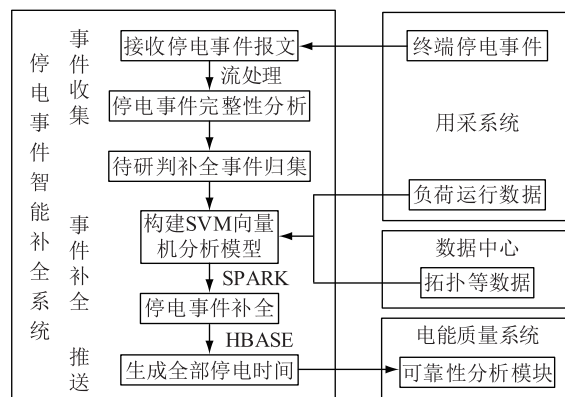 停电事件智能补全系统
事件收集
接收停电事件报文
流处理
停电事件完整性分析
待研判补全事件归集
事件补全
构建SVM向量
机分析模型
SPARK
停电事件补全
HBASE
推送
生成全部停电时间
终端停电事件
用采系统
负荷运行数据
数据中心
拓扑等数据
电能质量系统
可靠性分析模块